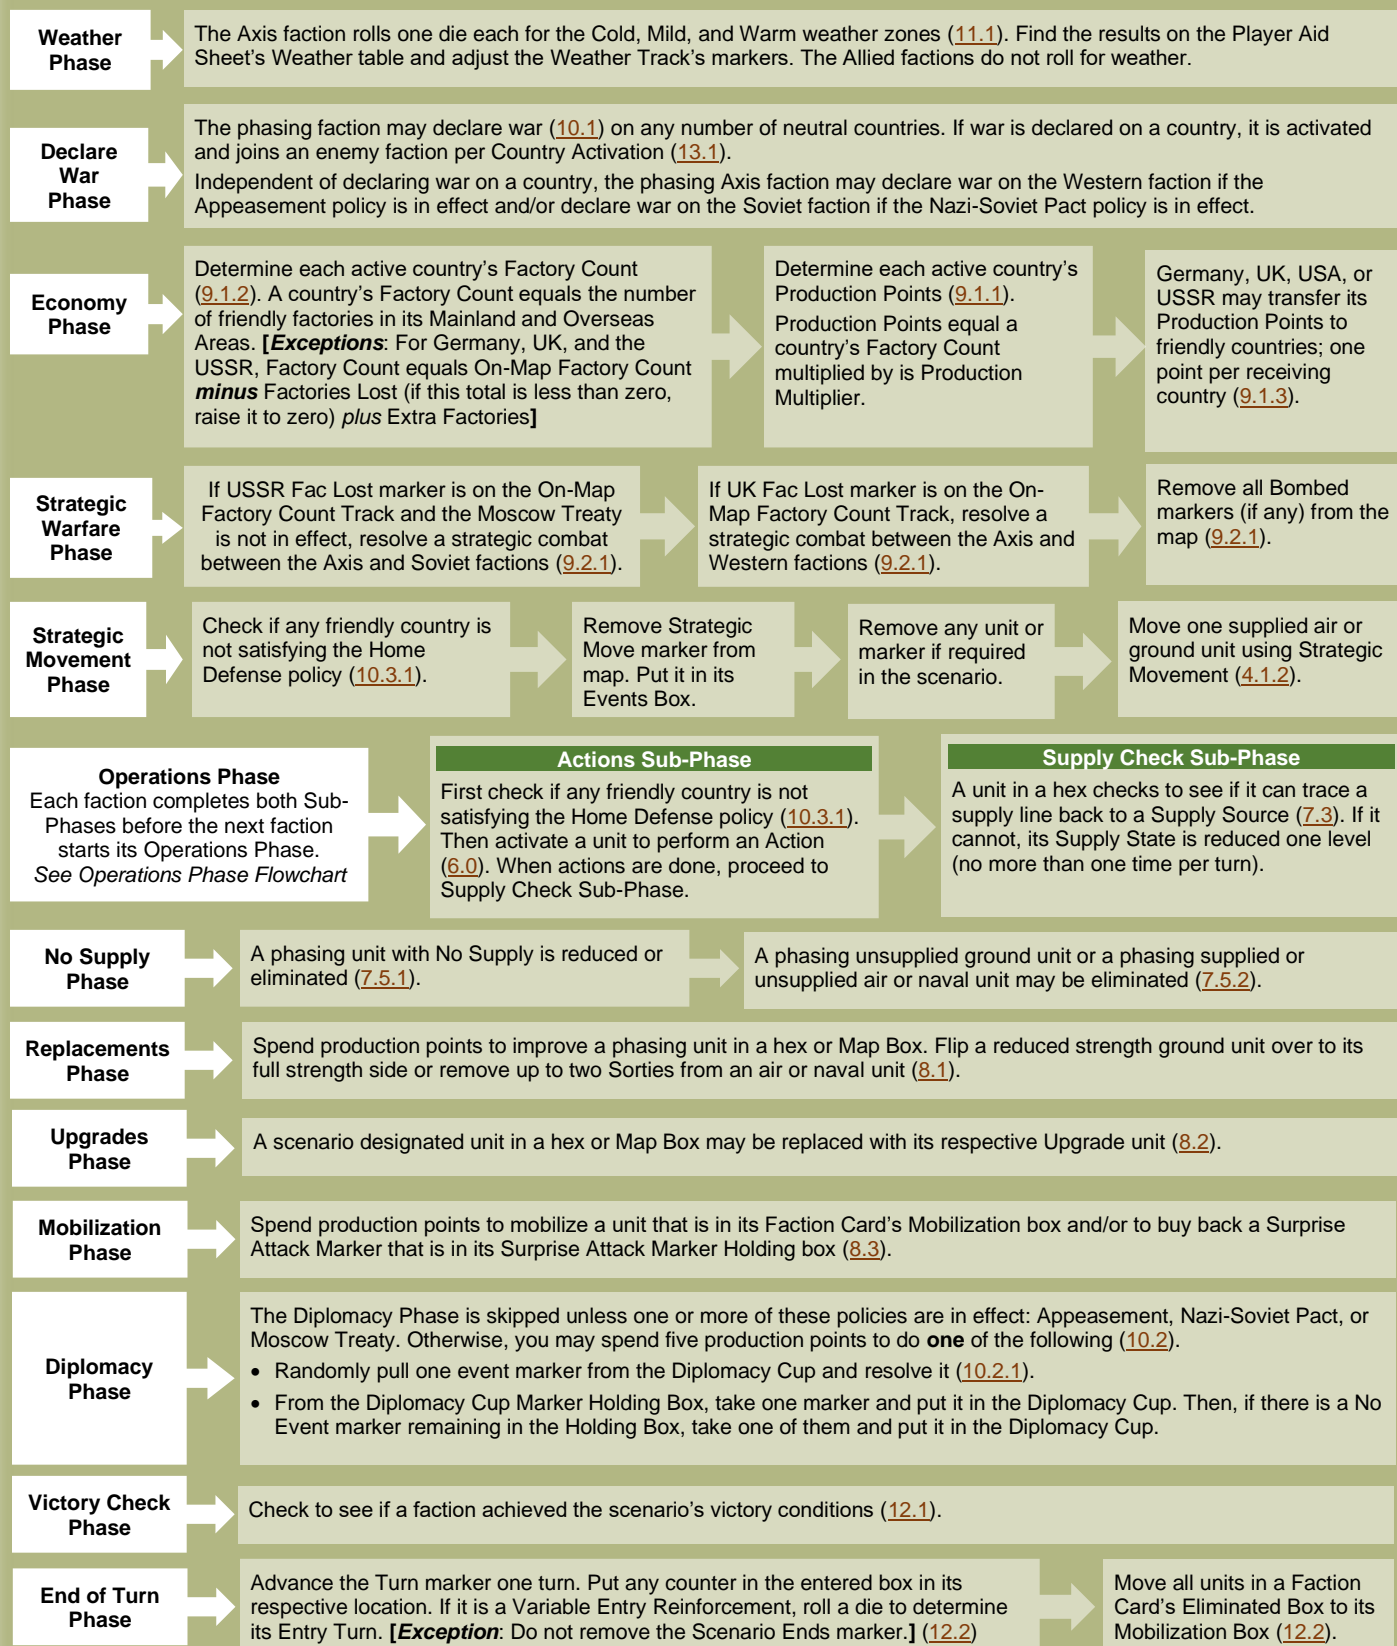 Weather
Phase
The Axis faction rolls one die each for the Cold, Mild, and Warm weather zones (11.1). Find the results on the Player Aid
Sheet's Weather table and adjust the Weather Track's markers. The Allied factions do not roll for weather.
Declare
War
Phase
The phasing faction may declare war (10.1) on any number of neutral countries. If war is declared on a country, it is activated
and joins an enemy faction per Country Activation (13.1).
Independent of declaring war on a country, the phasing Axis faction may declare war on the Western faction if the
Appeasement policy is in effect and/or declare war on the Soviet faction if the Nazi-Soviet Pact policy is in effect.
Economy
Phase
Determine each active country's Factory Count
(9.1.2). A country's Factory Count equals the number
of friendly factories in its Mainland and Overseas
Areas. [Exceptions: For Germany, UK, and the
USSR, Factory Count equals On-Map Factory Count
minus Factories Lost (if this total is less than zero,
raise it to zero) plus Extra Factories]
Determine each active country's
Production Points (9.1.1).
Production Points equal a
country's Factory Count
multiplied by is Production
Multiplier.
Germany, UK, USA, or
USSR may transfer its
Production Points to
friendly countries; one
point per receiving
country (9.1.3).
Strategic
Warfare
Phase
If USSR Fac Lost marker is on the On-Map
Factory Count Track and the Moscow Treaty
is not in effect, resolve a strategic combat
between the Axis and Soviet factions (9.2.1).
If UK Fac Lost marker is on the On-
Map Factory Count Track, resolve a
strategic combat between the Axis and
Western factions (9.2.1).
Remove all Bombed
markers (if any) from the
map (9.2.1).
Strategic
Movement
Phase
Check if any friendly country is
not satisfying the Home
Defense policy (10.3.1).
Remove Strategic
Move marker from
map. Put it in its
Events Box.
Remove any unit or
marker if required
in the scenario.
Move one supplied air or
ground unit using Strategic
Movement (4.1.2).
Operations Phase
Each faction completes both Sub-
Phases before the next faction
starts its Operations Phase.
See Operations Phase Flowchart
Actions Sub-Phase
First check if any friendly country is not
satisfying the Home Defense policy (10.3.1).
Then activate a unit to perform an Action
(6.0). When actions are done, proceed to
Supply Check Sub-Phase.
Supply Check Sub-Phase
A unit in a hex checks to see if it can trace a
supply line back to a Supply Source (7.3). If it
cannot, its Supply State is reduced one level
(no more than one time per turn).
No Supply
Phase
A phasing unit with No Supply is reduced or
eliminated (7.5.1).
A phasing unsupplied ground unit or a phasing supplied or
unsupplied air or naval unit may be eliminated (7.5.2).
Replacements
Phase
Spend production points to improve a phasing unit in a hex or Map Box. Flip a reduced strength ground unit over to its
full strength side or remove up to two Sorties from an air or naval unit (8.1).
Upgrades
Phase
A scenario designated unit in a hex or Map Box may be replaced with its respective Upgrade unit (8.2).
Mobilization
Phase
Spend production points to mobilize a unit that is in its Faction Card's Mobilization box and/or to buy back a Surprise
Attack Marker that is in its Surprise Attack Marker Holding box (8.3).
Diplomacy
Phase
The Diplomacy Phase is skipped unless one or more of these policies are in effect: Appeasement, Nazi-Soviet Pact, or
Moscow Treaty. Otherwise, you may spend five production points to do one of the following (10.2).
• Randomly pull one event marker from the Diplomacy Cup and resolve it (10.2.1).
• From the Diplomacy Cup Marker Holding Box, take one marker and put it in the Diplomacy Cup. Then, if there is a No
Event marker remaining in the Holding Box, take one of them and put it in the Diplomacy Cup.
Victory Check
Phase
Check to see if a faction achieved the scenario's victory conditions (12.1).
End of Turn
Phase
Advance the Turn marker one turn. Put any counter in the entered box in its
respective location. If it is a Variable Entry Reinforcement, roll a die to determine
its Entry Turn. [Exception: Do not remove the Scenario Ends marker.] (12.2)
Move all units in a Faction
Card's Eliminated Box to its
Mobilization Box (12.2).